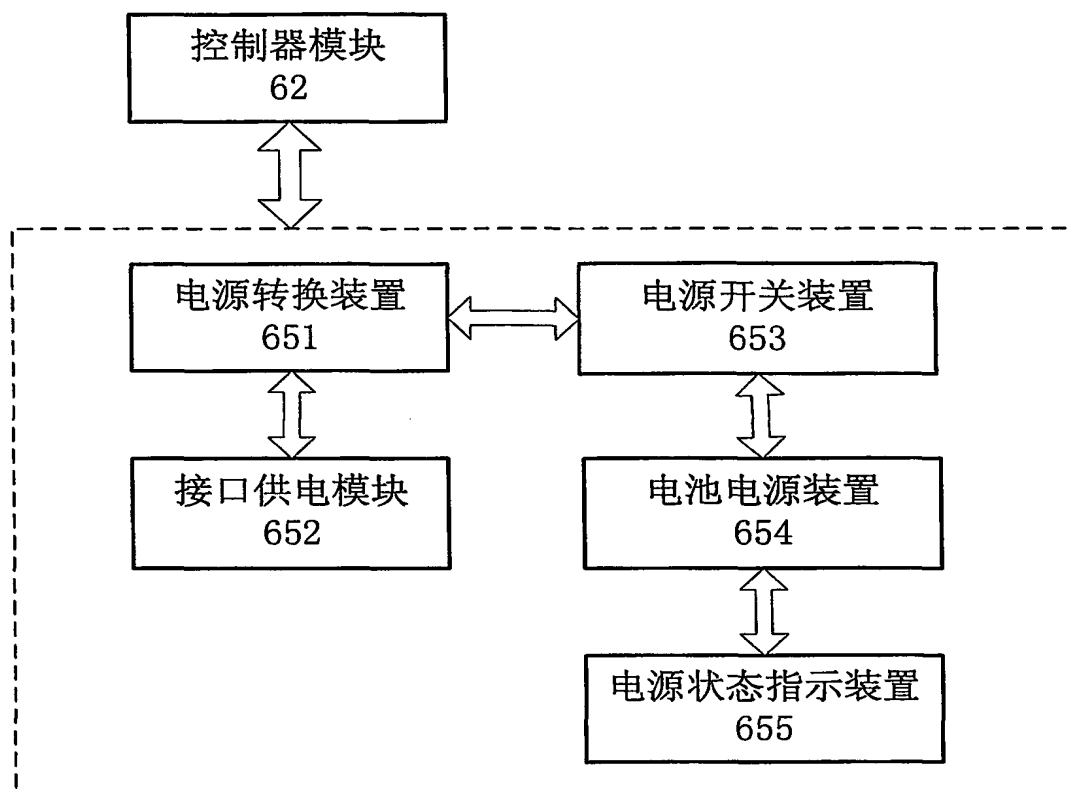 控制器模块
62
电源转换装置
651
电源开关装置
653
接口供电模块
652
电池电源装置
654
电源状态指示装置
655